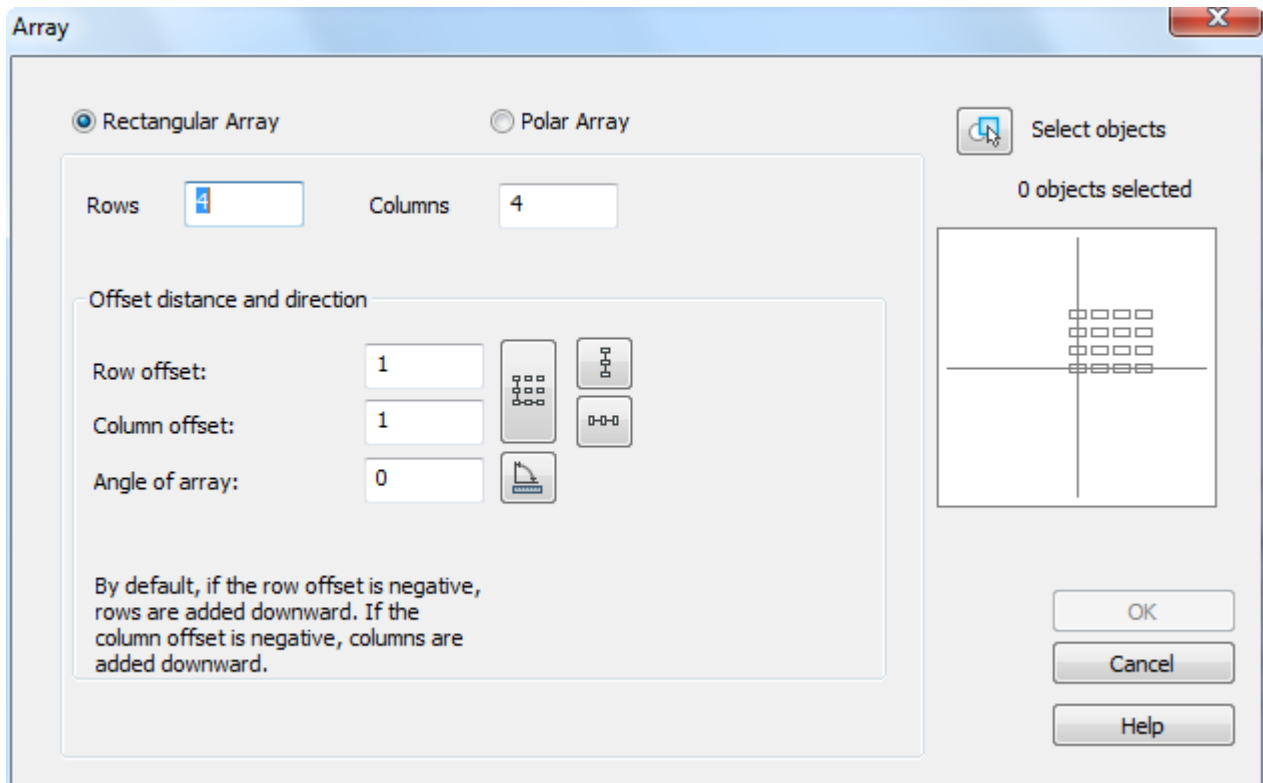 Array
Rectangular Array
Polar Array
Select objects
0 objects selected
Rows
4
Columns
4
Offset distance and direction
Row offset:
1
Column offset:
1
Angle of array:
0
By default, if the row offset is negative,
rows are added downward. If the
column offset is negative, columns are
added downward.
OK
Cancel
Help